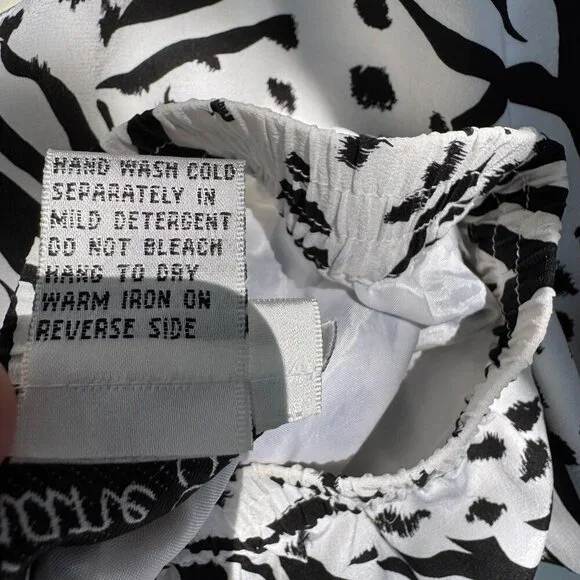 HAND WASH COLD
SEPARATELY IN
MILD DETERGENT
DO NOT BLEACH
HANG TO DRY
WARM IRON ON
REVERSE SIDE